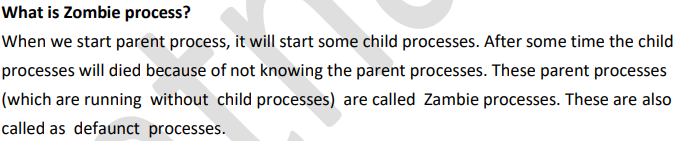 What is Zombie process?
When we start parent process, it will start some child processes. After some time the child
processes will died because of not knowing the parent processes. These parent processes
(which are running without child processes) are called Zambie processes. These are also
called as defaunct processes.